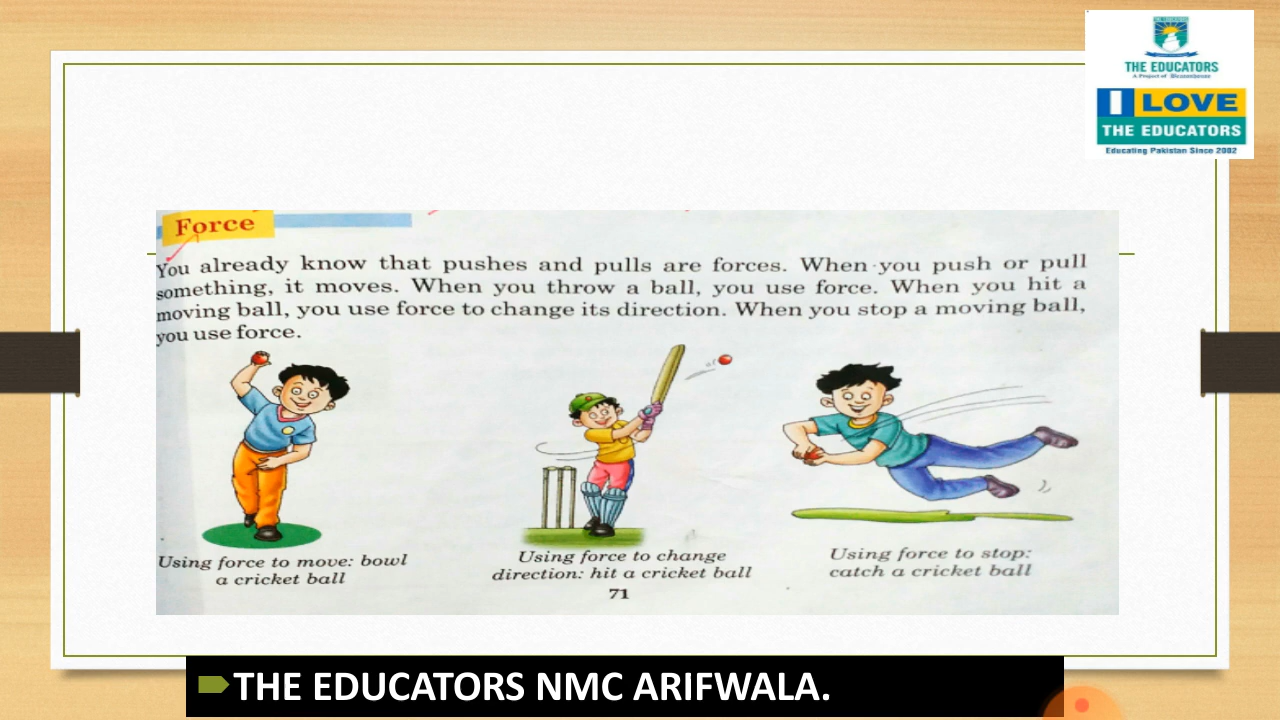 THE EDUCATORS
A Project of Beaconhouse
I LOVE
THE EDUCATORS
Educating Pakistan Since 2002
Force
You already know that pushes and pulls are forces. When you push or pull
something, it moves. When you throw a ball, you use force. When you hit a
moving ball, you use force to change its direction. When you stop a moving ball,
you use force.
Using force to move: bowl
a cricket ball
Using force to change
direction: hit a cricket ball
Using force to stop:
catch a cricket ball
71
THE EDUCATORS NMC ARIFWALA.